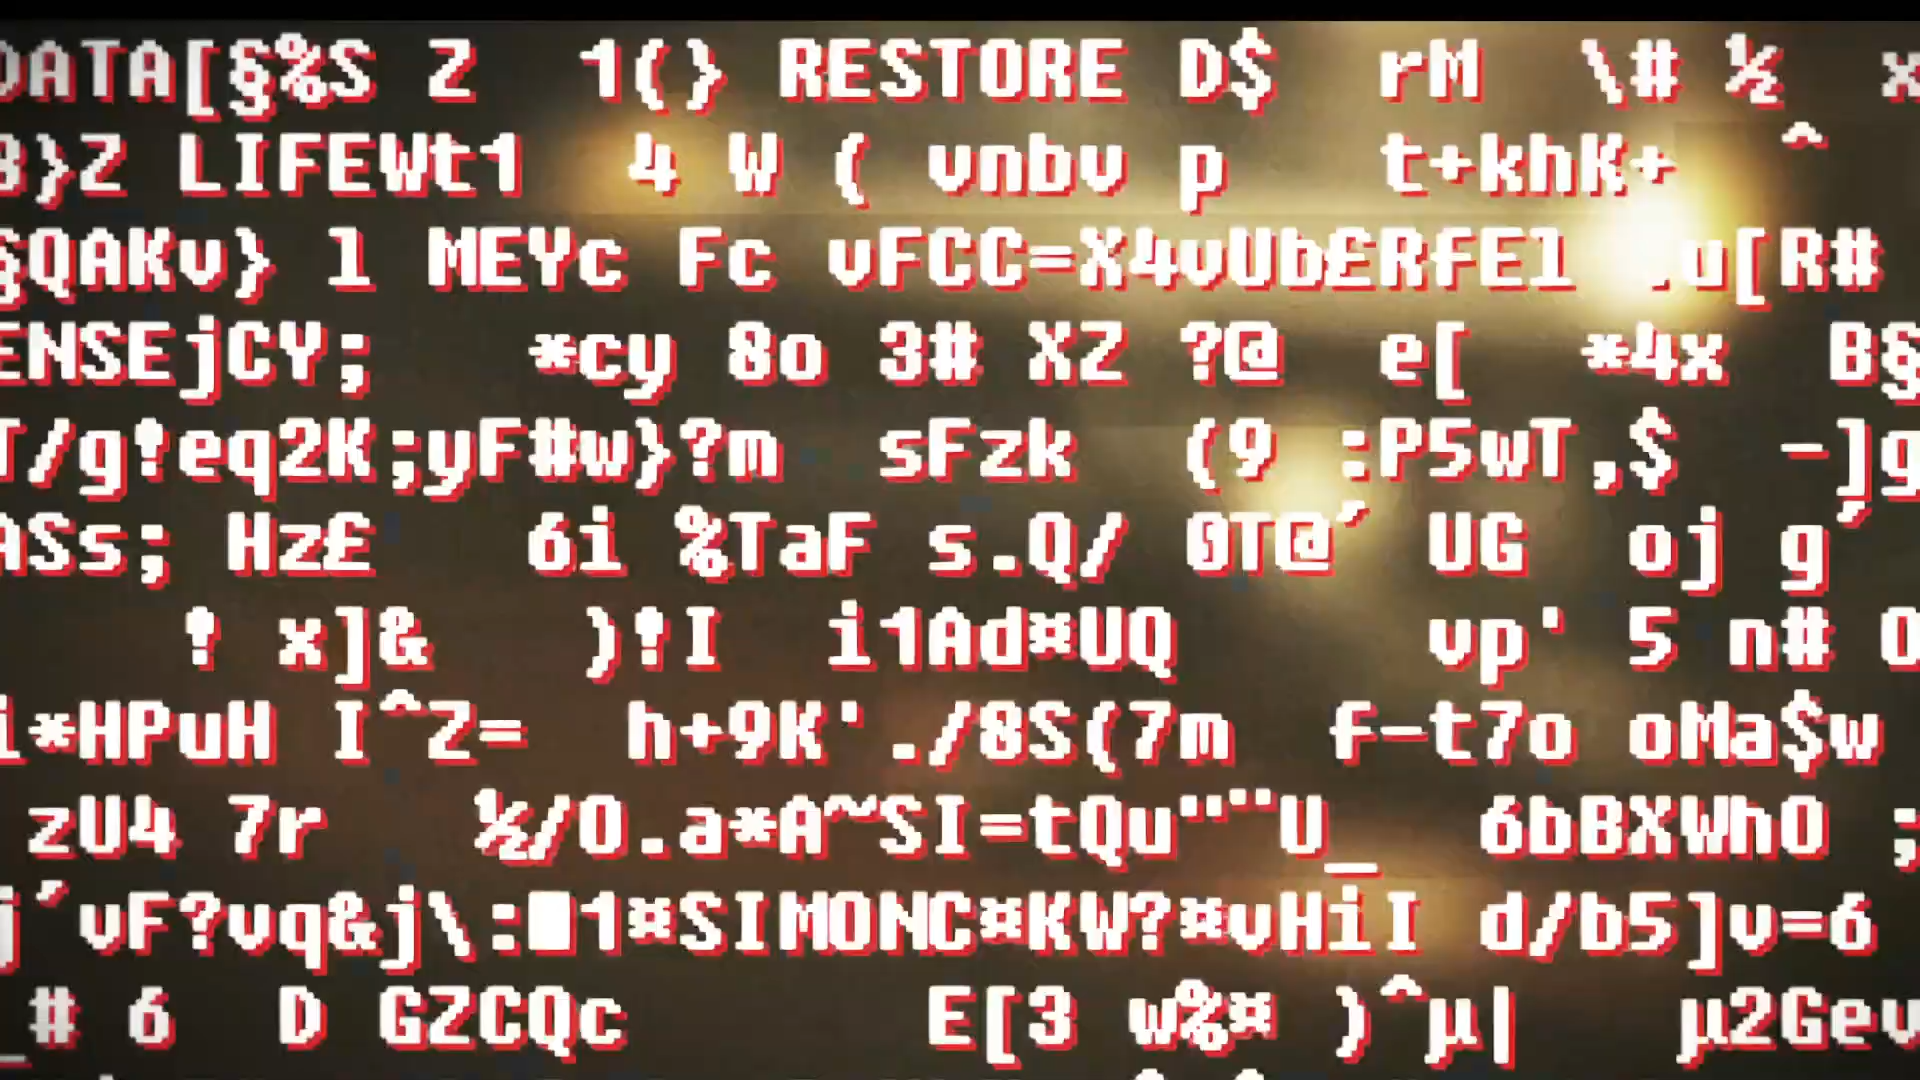 DATA[§%S Z 1(} RESTORE D$ rM \# ½ x
8}Z LIFEWt1 4 W ( vnbv p t+khK+ ^
§QAKv} l MEYc Fc vFCC=X4vUb£RfEl u[R#
ENSEjCY; *cy 8o 3# XZ ?@ e[ *4x B§
T/g!eq2K;yF#w}?m sFzk (9 :P5wT,$ -]g
ASs; Hz£ 6i %TaF s.Q/ 0T@´ UG oj g´
! x]& )!I i1Ad¤UQ vp' 5 n# O
i*HPuH I^Z= h+9K'./8S(7m f-t7o oMa$w
zU4 7r ½/O.a*A~SI=tQu"¨U_ 6bBXWhO ;
j´vF?vq&j\:■1¤SIMONC¤KW?¤vHiI d/b5]v=6
_# 6 D GZCQc E[3 w%¤ )^µ| µ2Gev